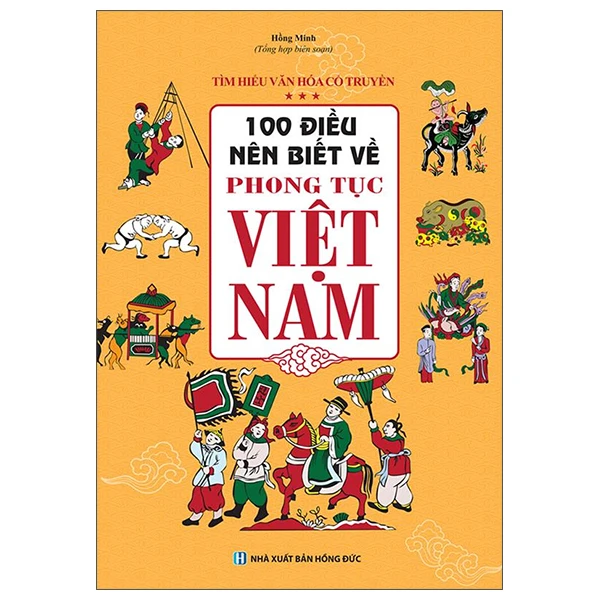 Hồng Minh
(Tổng hợp biên soạn)
TÌM HIỂU VĂN HÓA CỔ TRUYỀN
★★★
100 ĐIỀU
NÊN BIẾT VỀ
PHONG TỤC
VIỆT
NAM
NHÀ XUẤT BẢN HỒNG ĐỨC